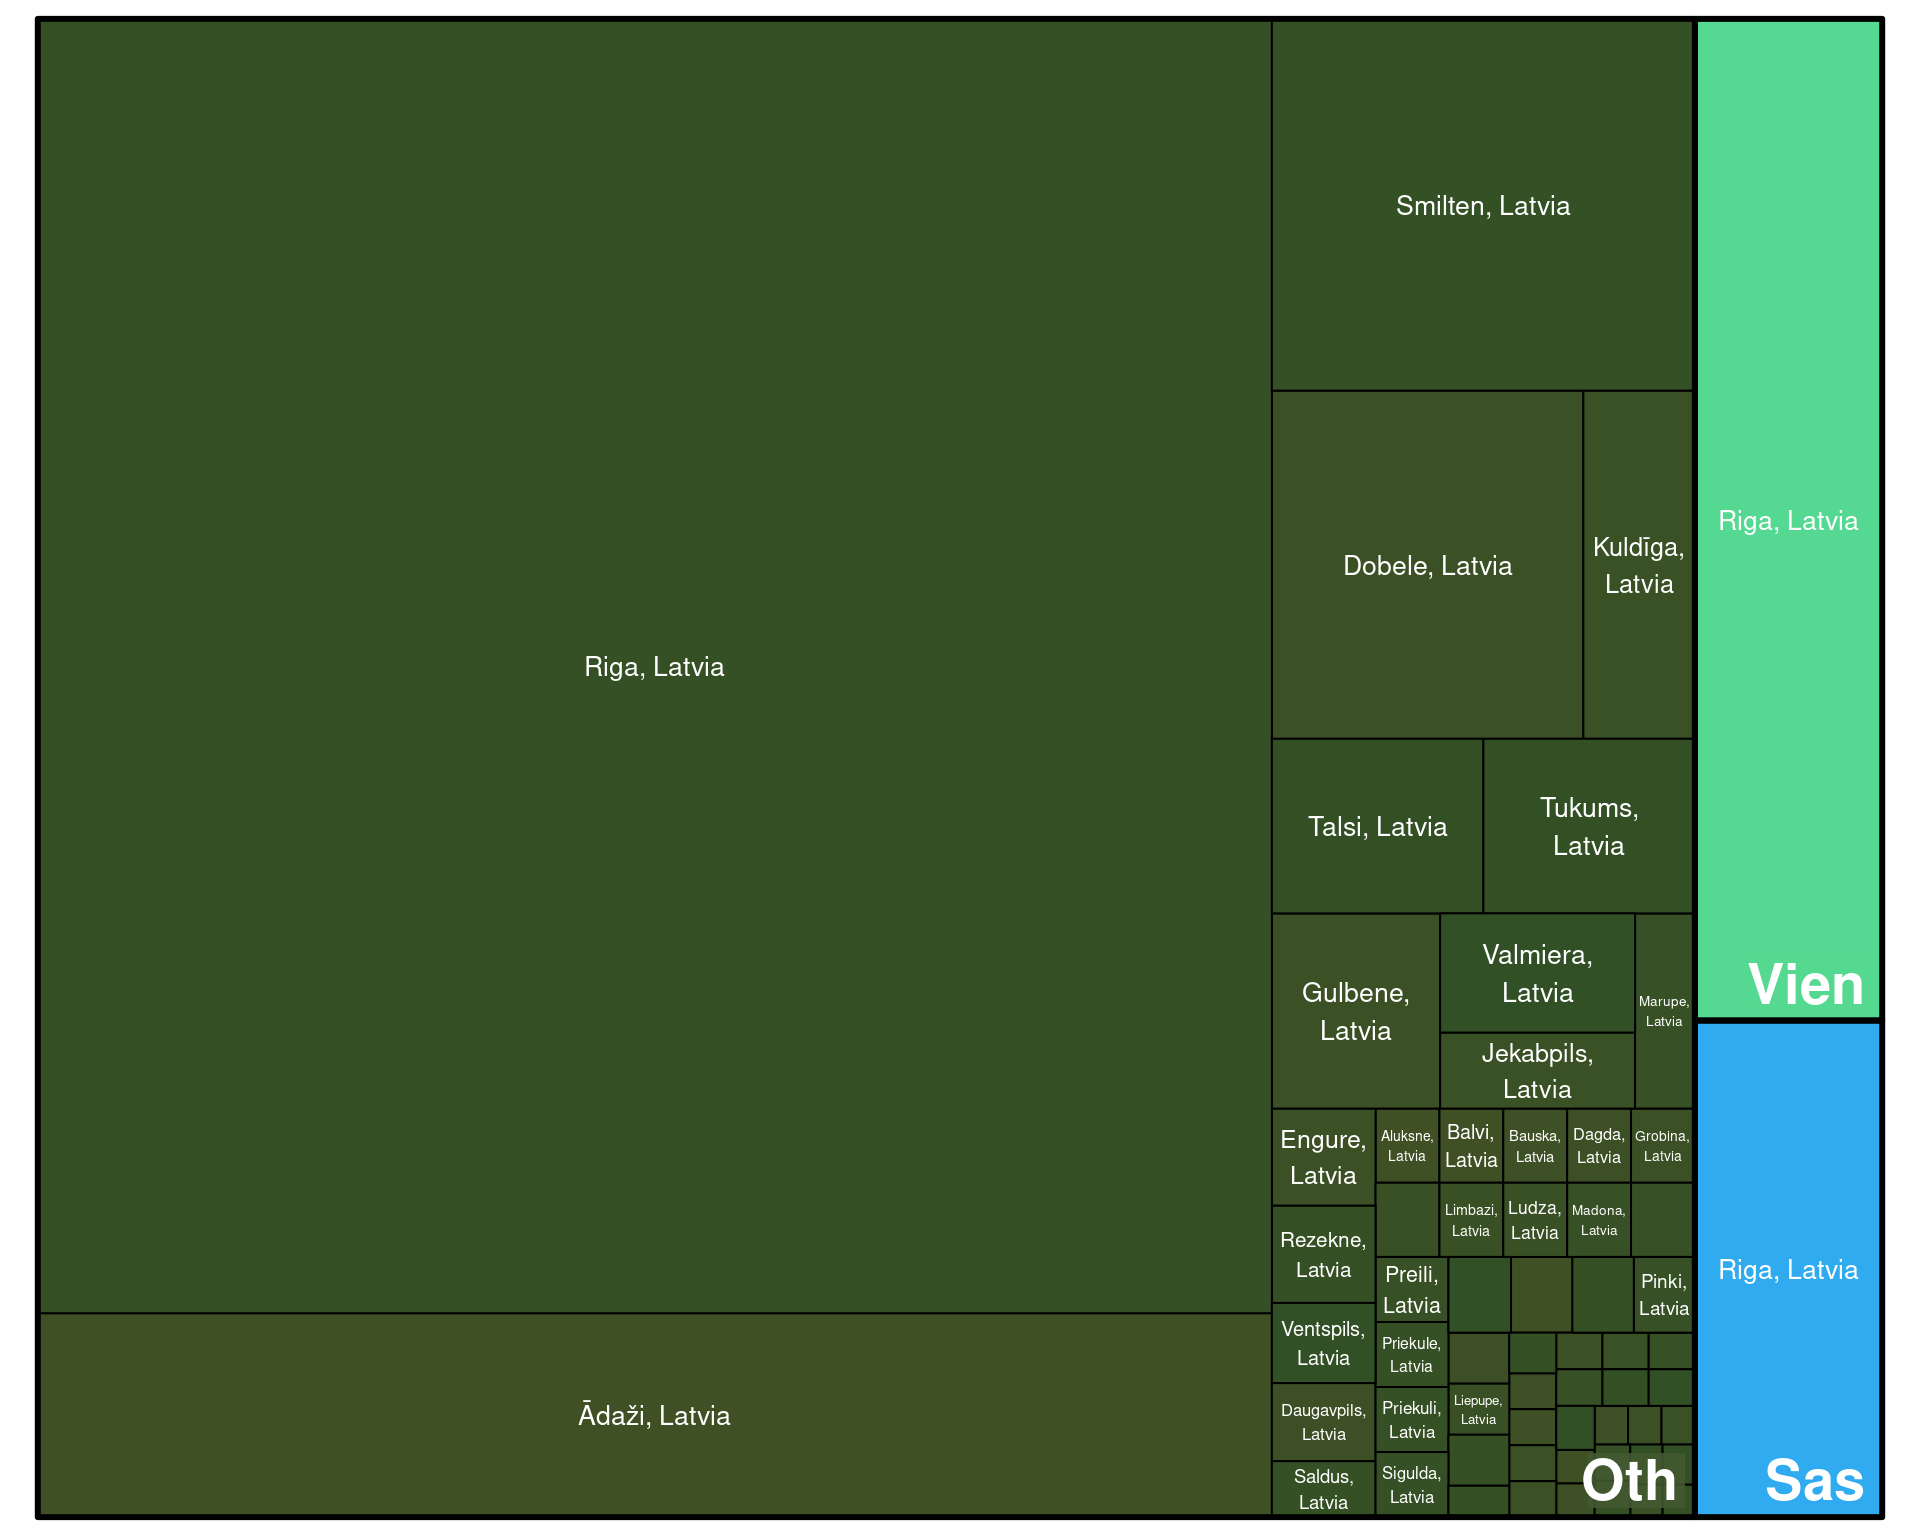 Riga, Latvia
Ādaži, Latvia
Smilten, Latvia
Dobele, Latvia
Kuldīga,
Latvia
Talsi, Latvia
Tukums,
Latvia
Gulbene,
Latvia
Valmiera,
Latvia
Jekabpils,
Latvia
Marupe,
Latvia
Engure,
Latvia
Rezekne,
Latvia
Ventspils,
Latvia
Daugavpils,
Latvia
Saldus,
Latvia
Aluksne,
Latvia
Balvi,
Latvia
Bauska,
Latvia
Dagda,
Latvia
Grobina,
Latvia
Limbazi,
Latvia
Ludza,
Latvia
Madona,
Latvia
Preili,
Latvia
Pinki,
Latvia
Priekule,
Latvia
Priekuli,
Latvia
Sigulda,
Latvia
Liepupe,
Latvia
Oth
Riga, Latvia
Vien
Riga, Latvia
Sas